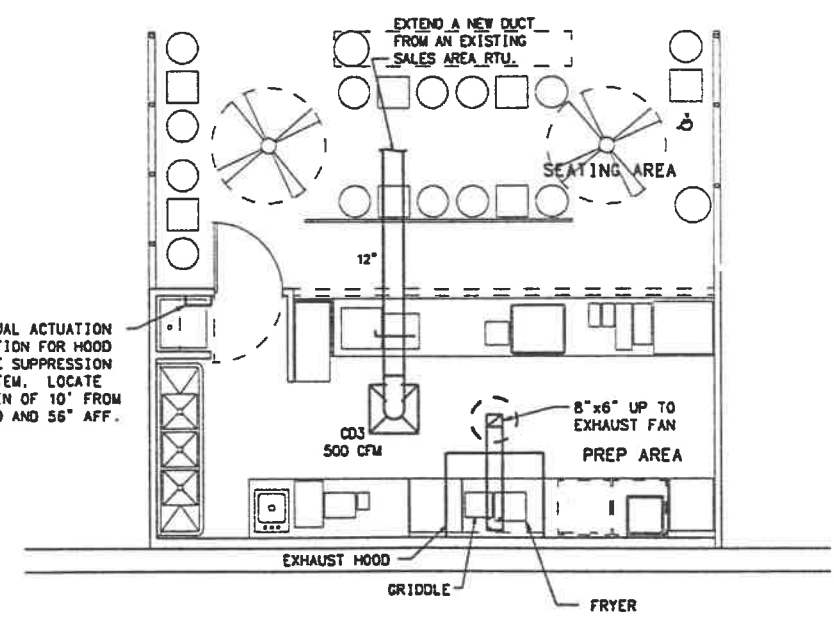 EXTEND A NEW DUCT
FROM AN EXISTING
SALES AREA RTU.
SEATING AREA
12"
UAL ACTUATION
TION FOR HOOD
E SUPPRESSION
TEM. LOCATE
EN OF 10' FROM
D AND 56" AFF.
CD3
500 CFM
8"x6" UP TO
EXHAUST FAN
PREP AREA
EXHAUST HOOD
GRIDDLE
FRYER